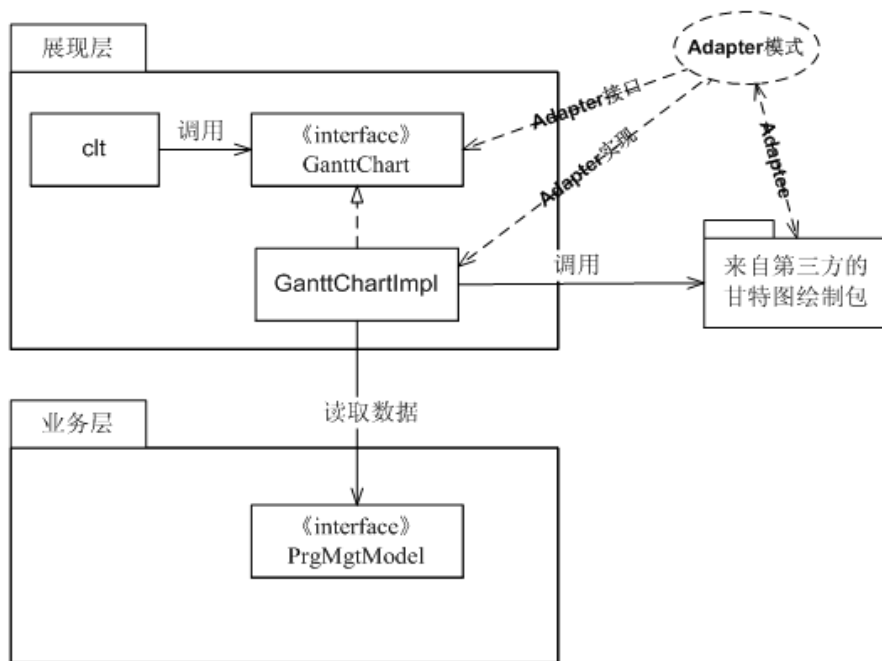 展现层
Adapter模式
clt
调用
《interface》
GanttChart
Adapter接口
Adapter实现
Adaptee
GanttChartImpl
调用
来自第三方的
甘特图绘制包
读取数据
业务层
《interface》
PrgMgtModel